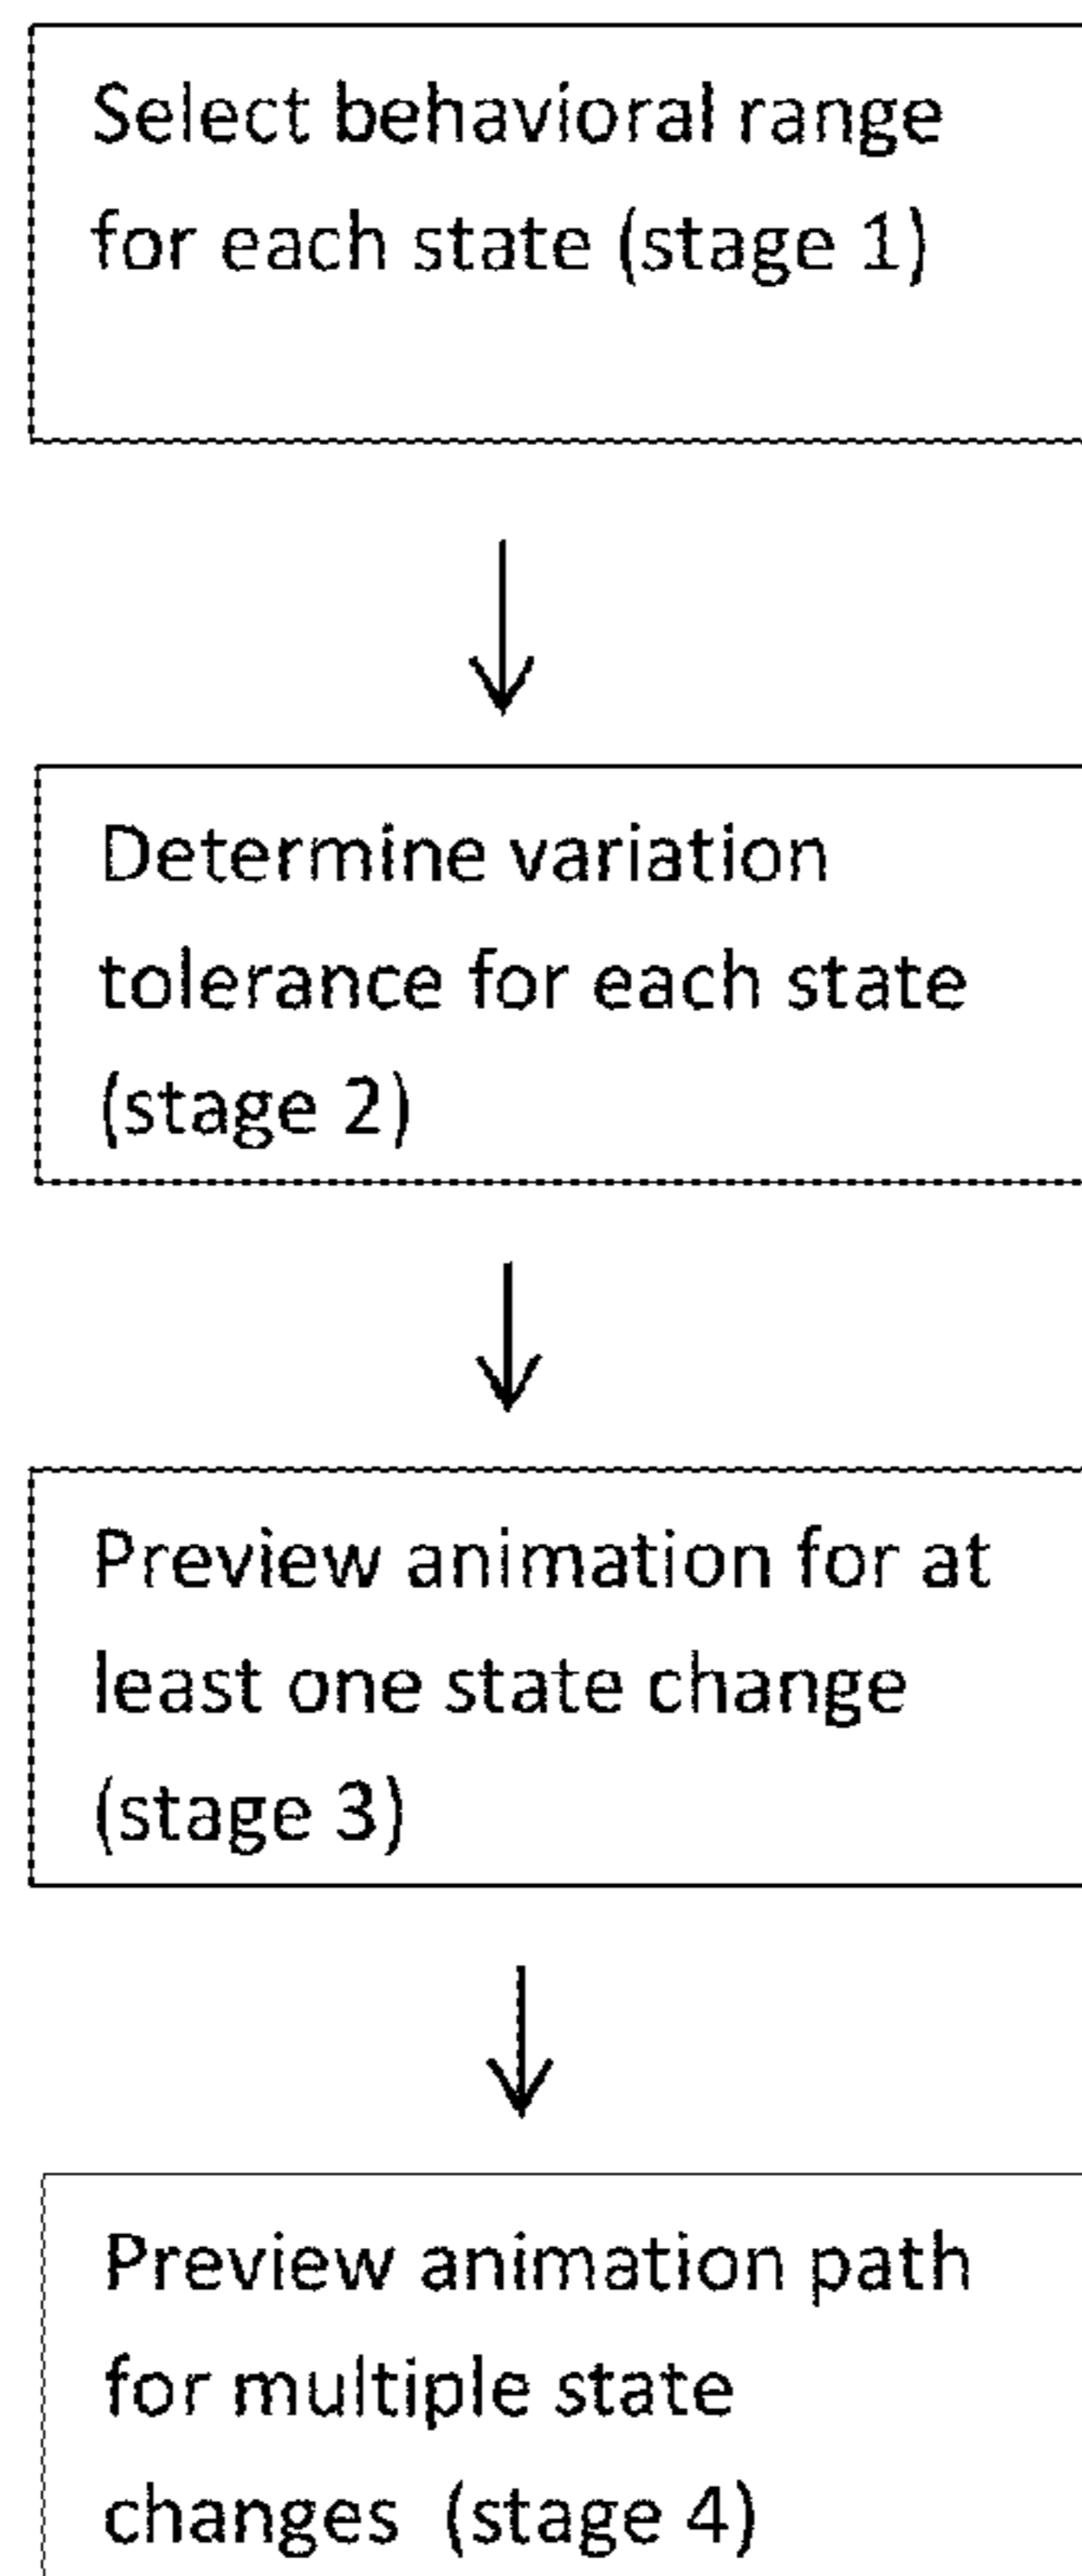 Select behavioral range
for each state (stage 1)
Determine variation
tolerance for each state
(stage 2)
Preview animation for at
least one state change
(stage 3)
Preview animation path
for multiple state
changes  (stage 4)